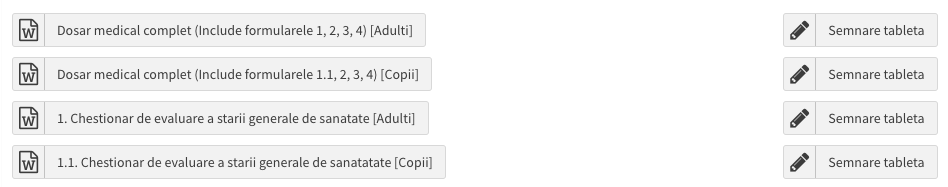 Dosar medical complet (Include formularele 1, 2, 3, 4) [Adulti] Semnare tableta
Dosar medical complet (Include formularele 1.1, 2, 3, 4) [Copii] Semnare tableta
1. Chestionar de evaluare a starii generale de sanatate [Adulti] Semnare tableta
1.1. Chestionar de evaluare a starii generale de sanatatate [Copii] Semnare tableta